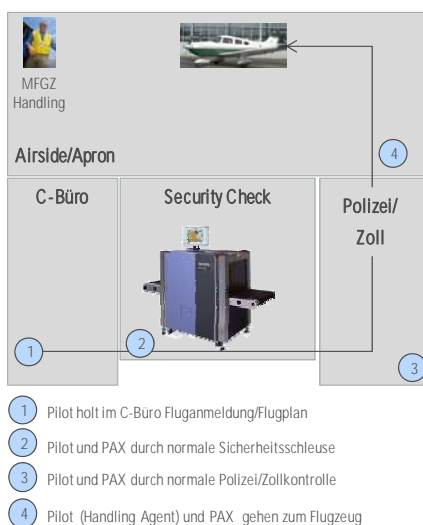 MFGZ
Handling
Airside/Apron
4
C-Büro
Security Check
Polizei/
Zoll
1
2
3
1 Pilot holt im C-Büro Fluganmeldung/Flugplan
2 Pilot und PAX durch normale Sicherheitsschleuse
3 Pilot und PAX durch normale Polizei/Zollkontrolle
4 Pilot (Handling Agent) und PAX gehen zum Flugzeug